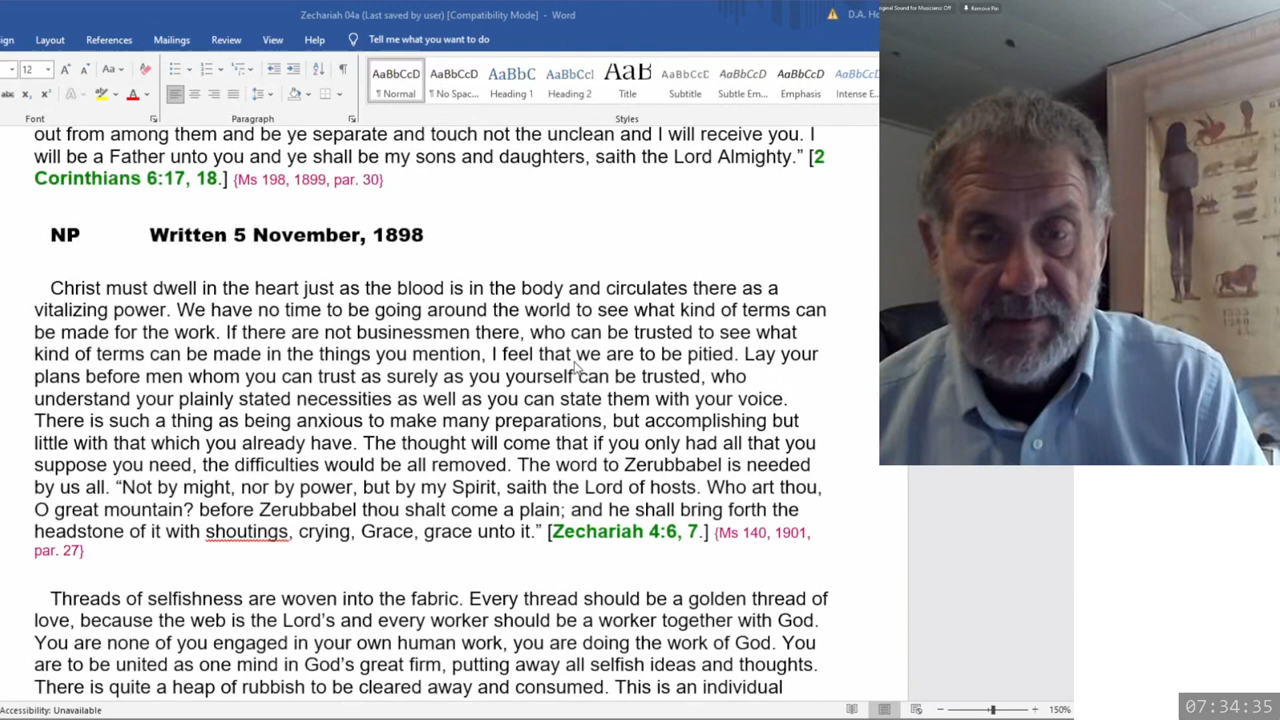 Zechariah 04a (Last saved by user) [Compatibility Mode] - Word
D.A. Ho
iginal Sound for Musicians: Off
Remove Pin
sign Layout References Mailings Review View Help Tell me what you want to do
12 Aa
AaBbCcD AaBbCcD AaBbC AaBbCcI AaB AaBbCcD AaBbCcD AaBbCcD AaBbCc
¶ Normal ¶ No Spac... Heading 1 Heading 2 Title Subtitle Subtle Em... Emphasis Intense E...
Font Paragraph Styles
out from among them and be ye separate and touch not the unclean and I will receive you. I
will be a Father unto you and ye shall be my sons and daughters, saith the Lord Almighty.” [2
Corinthians 6:17, 18.] {Ms 198, 1899, par. 30}
NP Written 5 November, 1898
Christ must dwell in the heart just as the blood is in the body and circulates there as a
vitalizing power. We have no time to be going around the world to see what kind of terms can
be made for the work. If there are not businessmen there, who can be trusted to see what
kind of terms can be made in the things you mention, I feel that we are to be pitied. Lay your
plans before men whom you can trust as surely as you yourself can be trusted, who
understand your plainly stated necessities as well as you can state them with your voice.
There is such a thing as being anxious to make many preparations, but accomplishing but
little with that which you already have. The thought will come that if you only had all that you
suppose you need, the difficulties would be all removed. The word to Zerubbabel is needed
by us all. “Not by might, nor by power, but by my Spirit, saith the Lord of hosts. Who art thou,
O great mountain? before Zerubbabel thou shalt come a plain; and he shall bring forth the
headstone of it with shoutings, crying, Grace, grace unto it.” [Zechariah 4:6, 7.] {Ms 140, 1901,
par. 27}
Threads of selfishness are woven into the fabric. Every thread should be a golden thread of
love, because the web is the Lord’s and every worker should be a worker together with God.
You are none of you engaged in your own human work, you are doing the work of God. You
are to be united as one mind in God’s great firm, putting away all selfish ideas and thoughts.
There is quite a heap of rubbish to be cleared away and consumed. This is an individual
Accessibility: Unavailable
150%
07:34:35